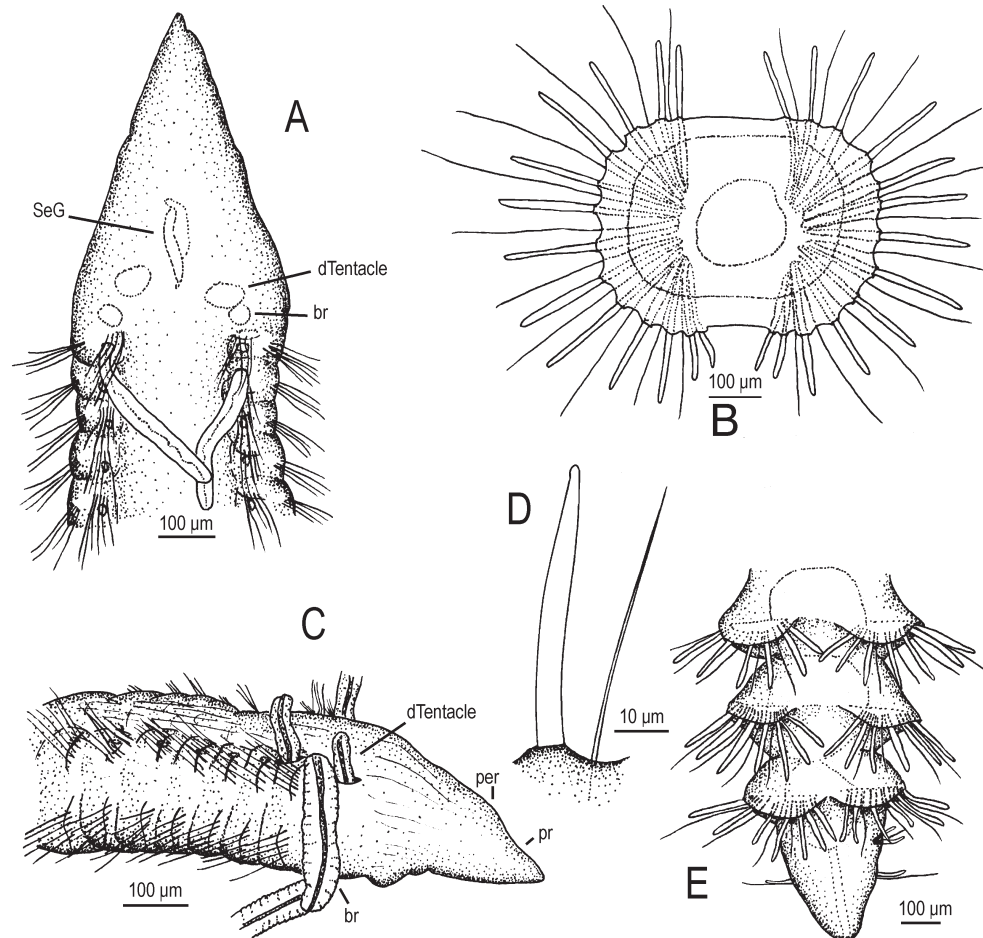 A
SeG
dTentacle
br
100 µm
B
100 µm
C
dTentacle
per
pr
br
100 µm
D
10 µm
E
100 µm